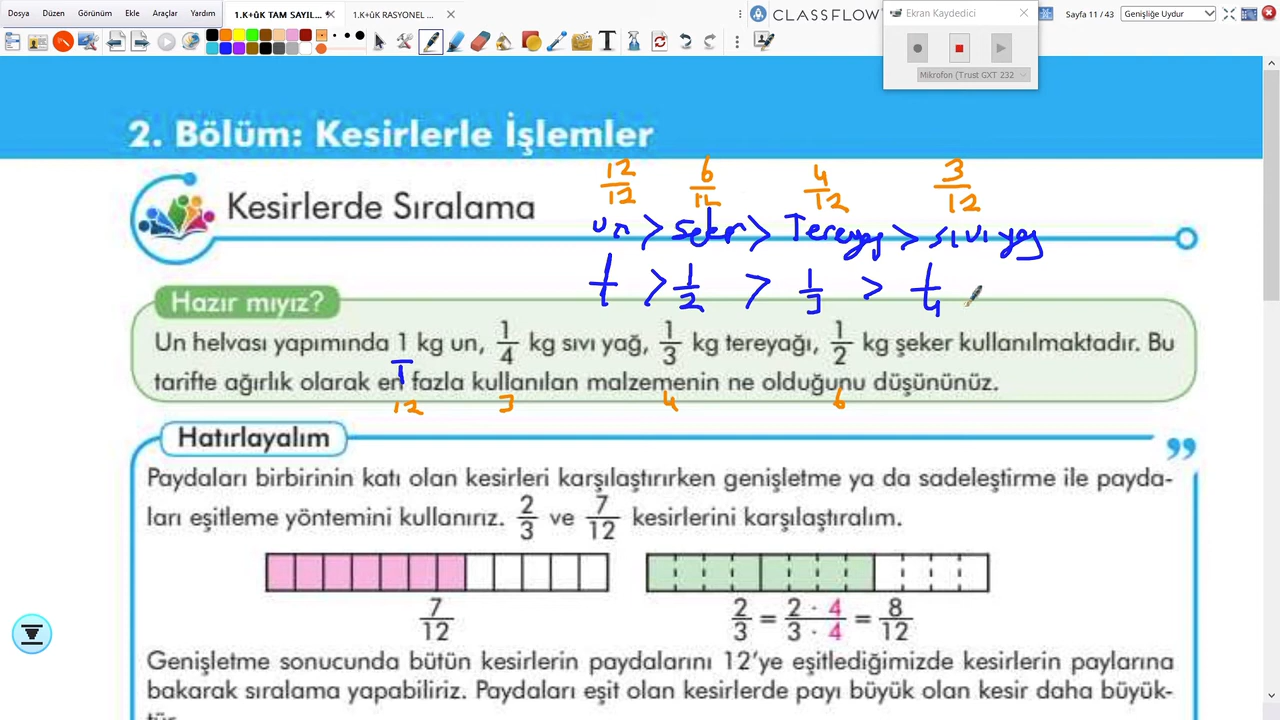 Dosya Düzen Görünüm Ekle Araçlar Yardım
1.K+ûK TAM SAYIL... *
1.K+ûK RASYONEL ...
CLASSFLOW
Ekran Kaydedici
Sayfa 11 / 43
Genişliğe Uydur
Mikrofon (Trust GXT 232
2. Bölüm: Kesirlerle İşlemler
12/12 6/12 4/12 3/12
Kesirlerde Sıralama
un > şeker > Tereyağ > sıvı yağ
1/1 > 1/2 > 1/3 > 1/4
Hazır mıyız?
Un helvası yapımında 1 kg un, 1/4 kg sıvı yağ, 1/3 kg tereyağı, 1/2 kg şeker kullanılmaktadır. Bu
1
tarifte ağırlık olarak en fazla kullanılan malzemenin ne olduğunu düşününüz.
12 3 4 6
Hatırlayalım
Paydaları birbirinin katı olan kesirleri karşılaştırırken genişletme ya da sadeleştirme ile payda-
ları eşitleme yöntemini kullanırız. 2/3 ve 7/12 kesirlerini karşılaştıralım.
7/12
2/3 = 2 · 4/3 · 4 = 8/12
Genişletme sonucunda bütün kesirlerin paydalarını 12'ye eşitlediğimizde kesirlerin paylarına
bakarak sıralama yapabiliriz. Paydaları eşit olan kesirlerde payı büyük olan kesir daha büyük-
tür.